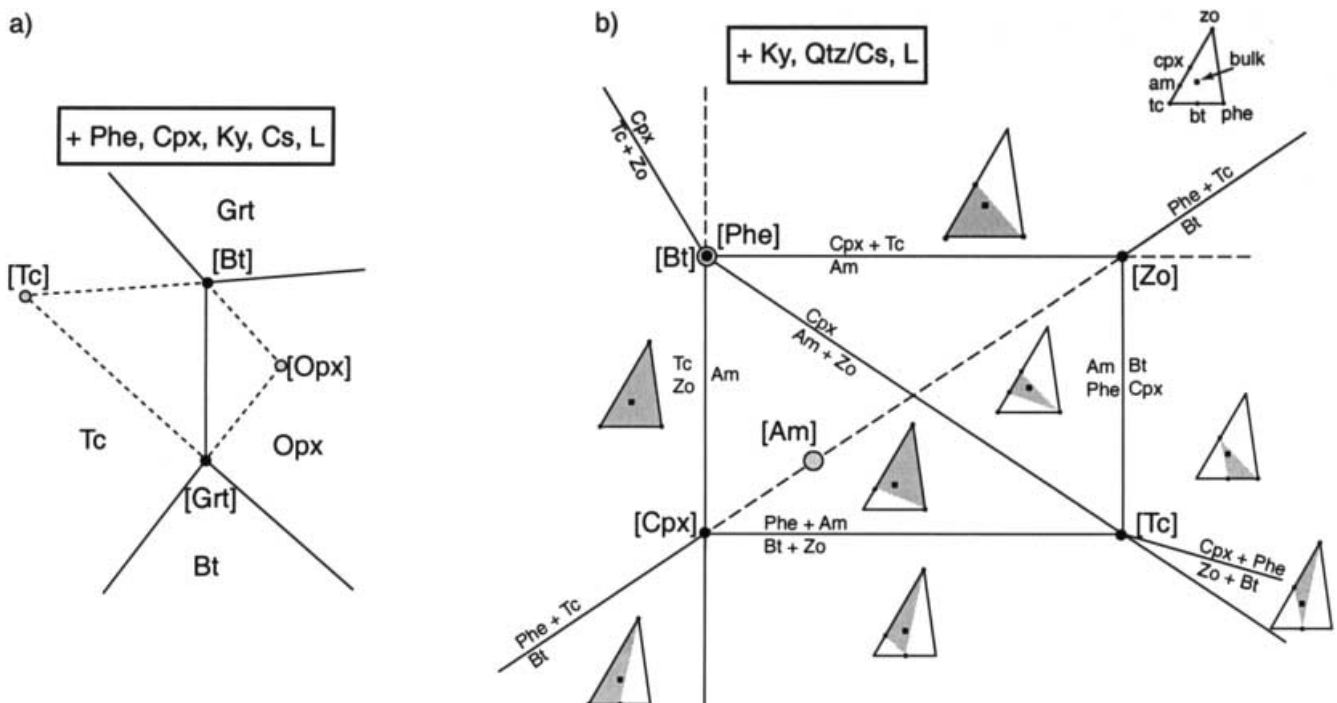 a)
+ Phe, Cpx, Ky, Cs, L
Grt
[Bt]
[Tc]
[Opx]
Tc
Opx
[Grt]
Bt
b)
+ Ky, Qtz/Cs, L
zo
cpx
bulk
am
tc
bt
phe
Cpx
Tc + Zo
Phe + Tc
Bt
[Phe]
[Bt]
Cpx + Tc
Am
[Zo]
Cpx
Am + Zo
Tc
Zo
Am
Am
Phe
Bt
Cpx
[Am]
[Cpx]
Phe + Am
Bt + Zo
[Tc]
Cpx + Phe
Zo + Bt
Phe + Tc
Bt